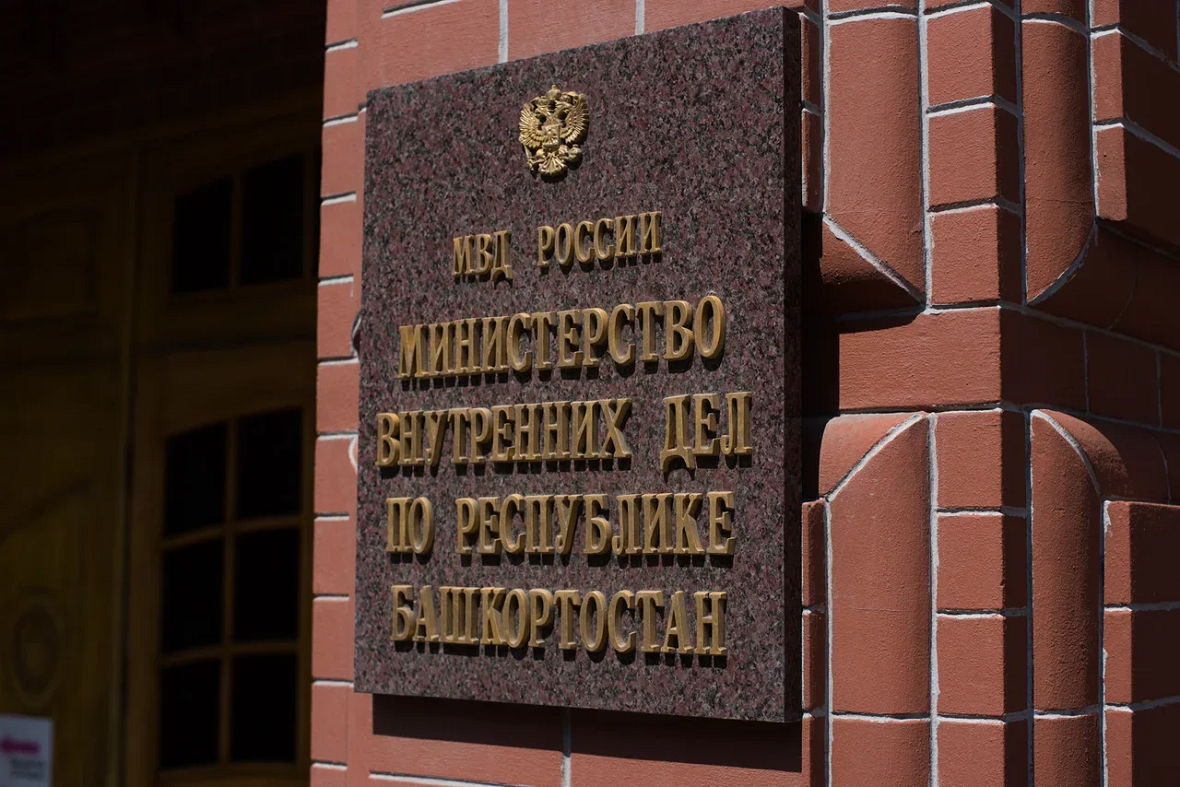 МВД РОССИИ
МИНИСТЕРСТВО
ВНУТРЕННИХ ДЕЛ
ПО РЕСПУБЛИКЕ
БАШКОРТОСТАН